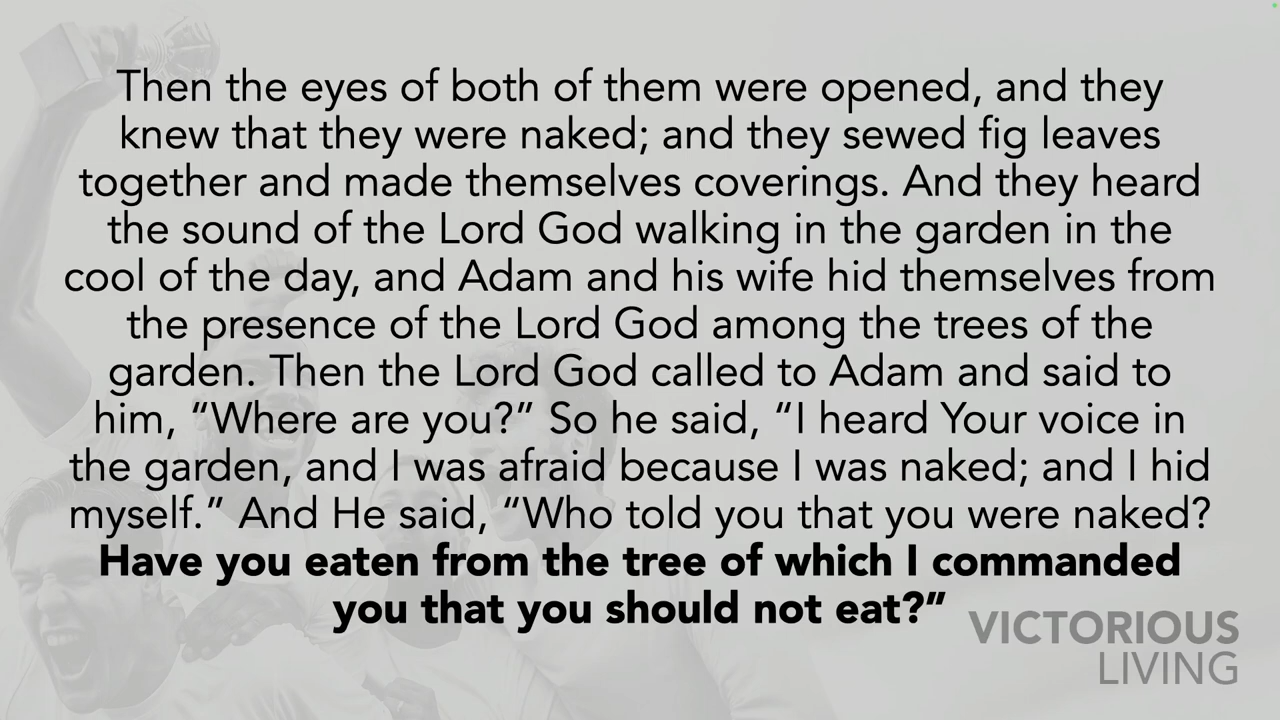 Then the eyes of both of them were opened, and they
knew that they were naked; and they sewed fig leaves
together and made themselves coverings. And they heard
the sound of the Lord God walking in the garden in the
cool of the day, and Adam and his wife hid themselves from
the presence of the Lord God among the trees of the
garden. Then the Lord God called to Adam and said to
him, “Where are you?” So he said, “I heard Your voice in
the garden, and I was afraid because I was naked; and I hid
myself.” And He said, “Who told you that you were naked?
Have you eaten from the tree of which I commanded
you that you should not eat?”
VICTORIOUS
LIVING